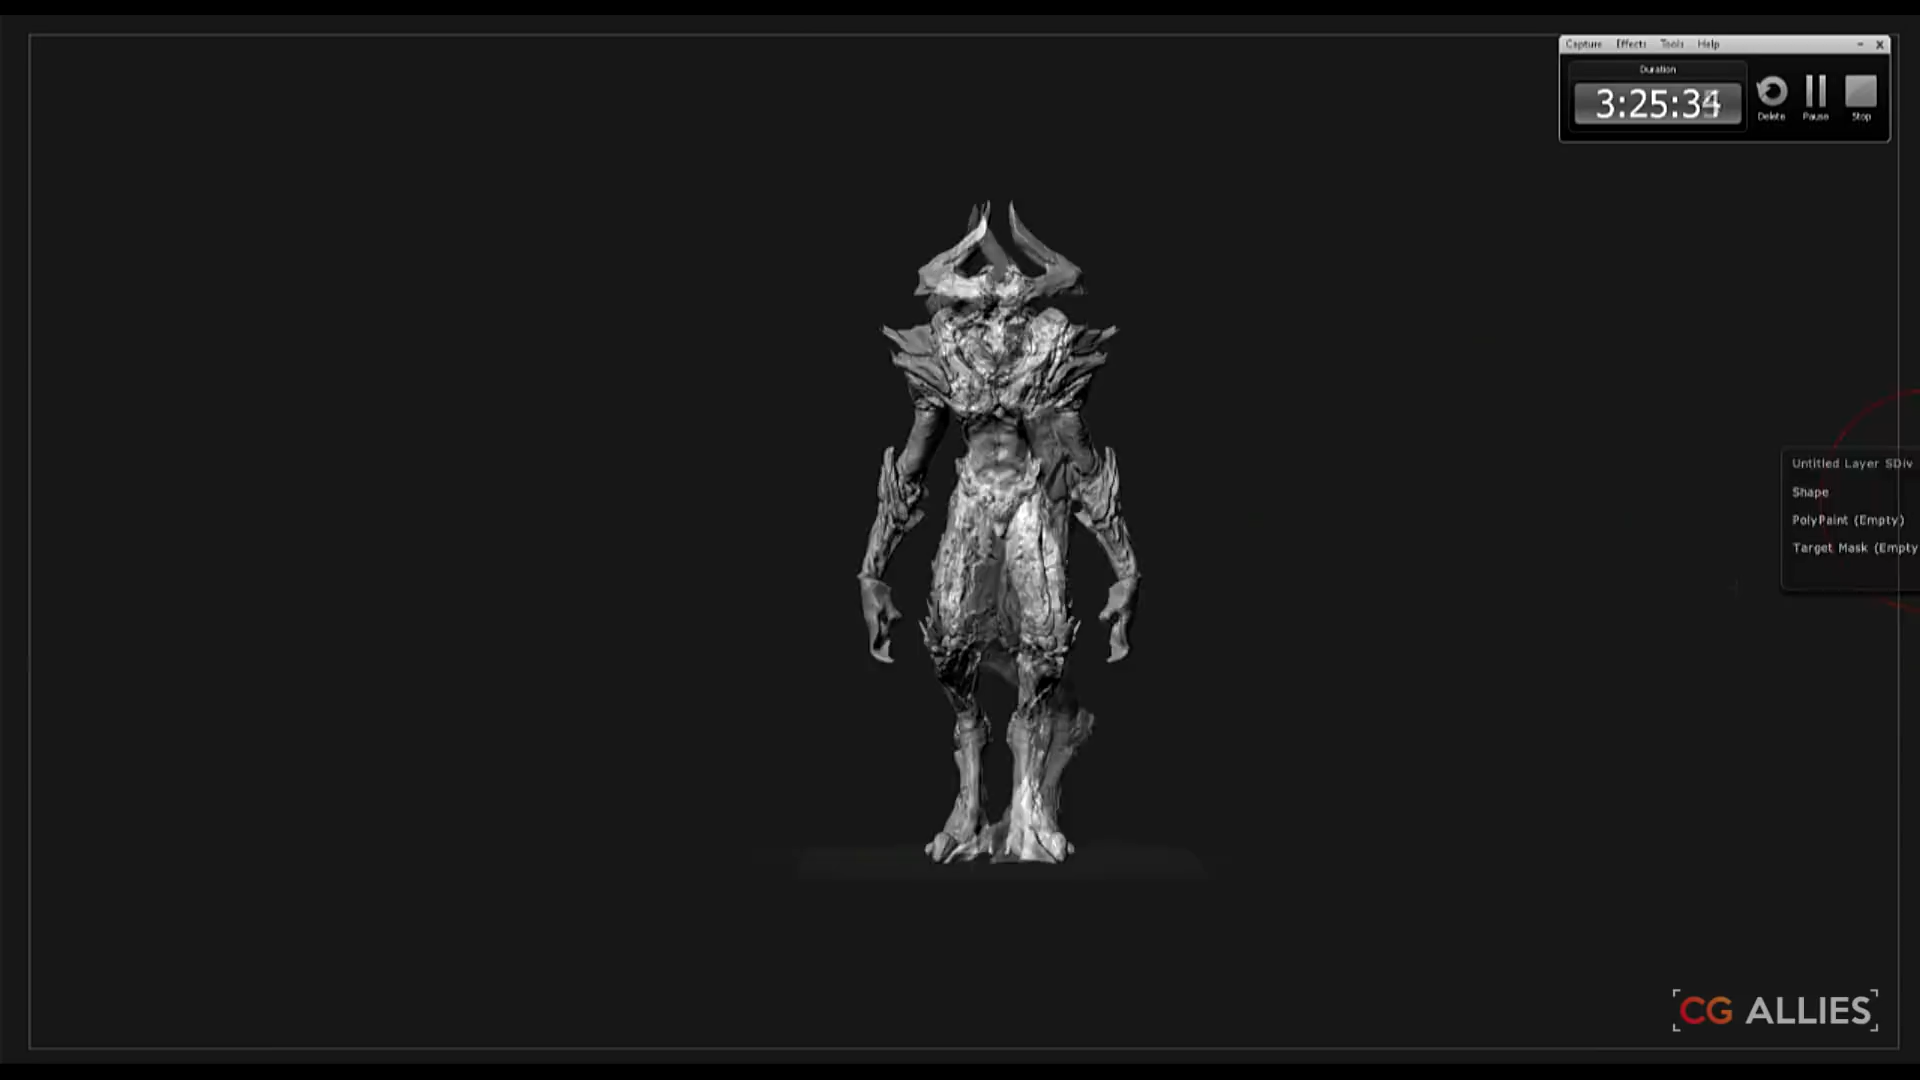 Capture Effects Tools Help
Duration
3:25:34
Delete Pause Stop
Untitled Layer SDiv
Shape
PolyPaint (Empty)
Target Mask (Empty
CG ALLIES